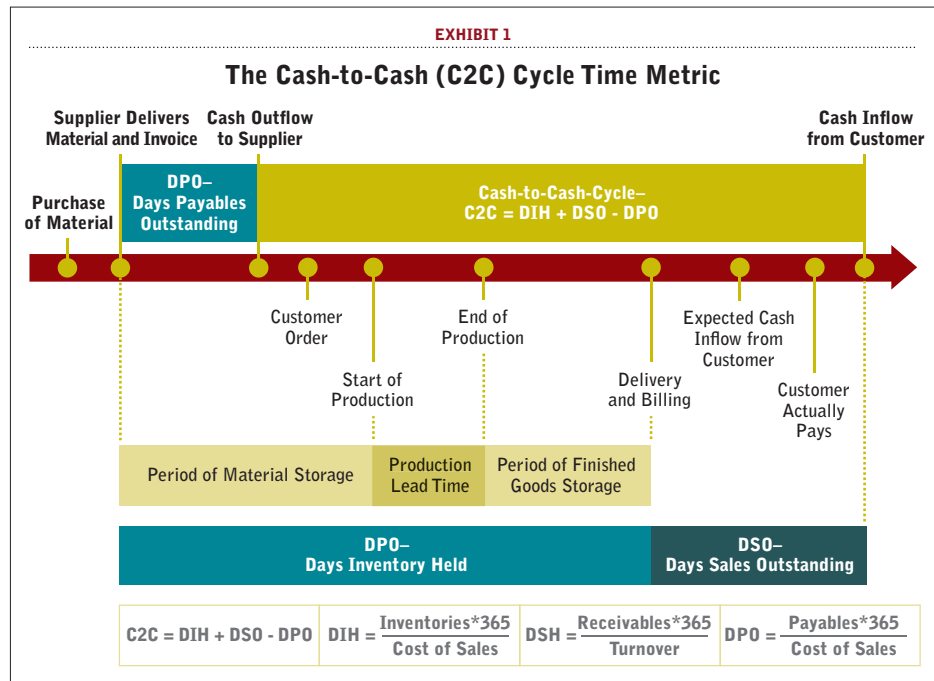 EXHIBIT 1
The Cash-to-Cash (C2C) Cycle Time Metric
Supplier Delivers
Material and Invoice
Cash Outflow
to Supplier
Cash Inflow
from Customer
Purchase
of Material
DPO–
Days Payables
Outstanding
Cash-to-Cash-Cycle–
C2C = DIH + DSO - DPO
Customer
Order
Start of
Production
End of
Production
Delivery
and Billing
Expected Cash
Inflow from
Customer
Customer
Actually
Pays
Period of Material Storage
Production
Lead Time
Period of Finished
Goods Storage
DPO–
Days Inventory Held
DSO–
Days Sales Outstanding
C2C = DIH + DSO - DPO
DIH = Inventories*365
Cost of Sales
DSH = Receivables*365
Turnover
DPO = Payables*365
Cost of Sales